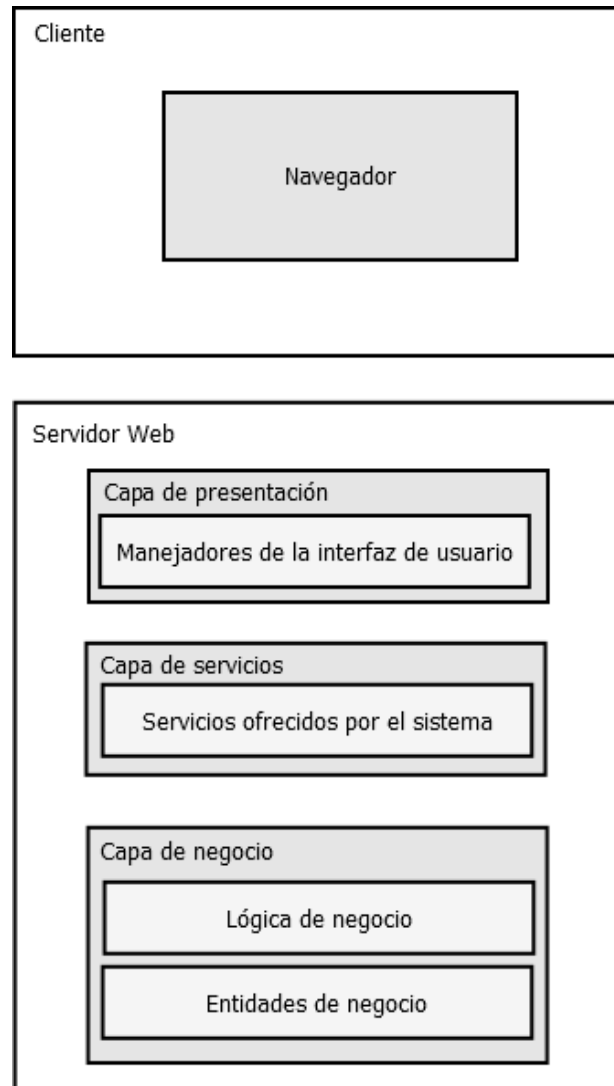 Cliente
Navegador
Servidor Web
Capa de presentación
Manejadores de la interfaz de usuario
Capa de servicios
Servicios ofrecidos por el sistema
Capa de negocio
Lógica de negocio
Entidades de negocio